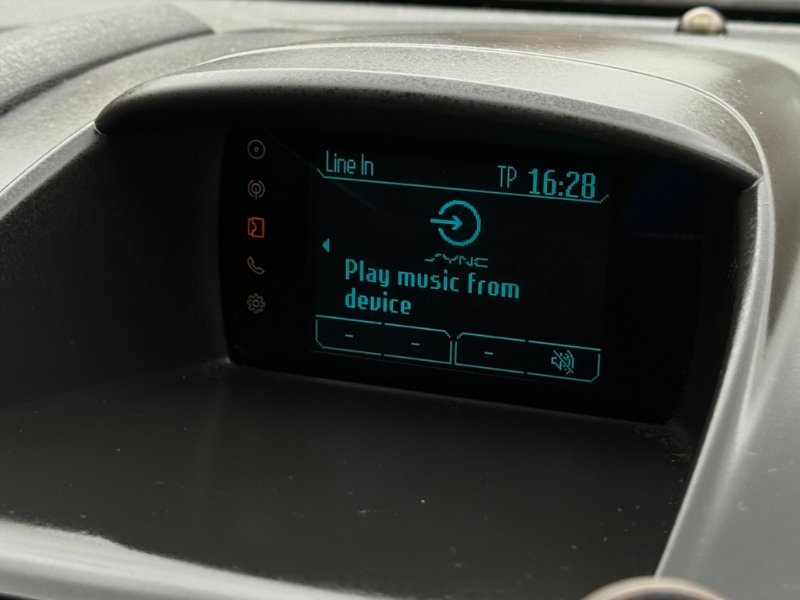 Line In
TP 16:28
SYNC
Play music from
device